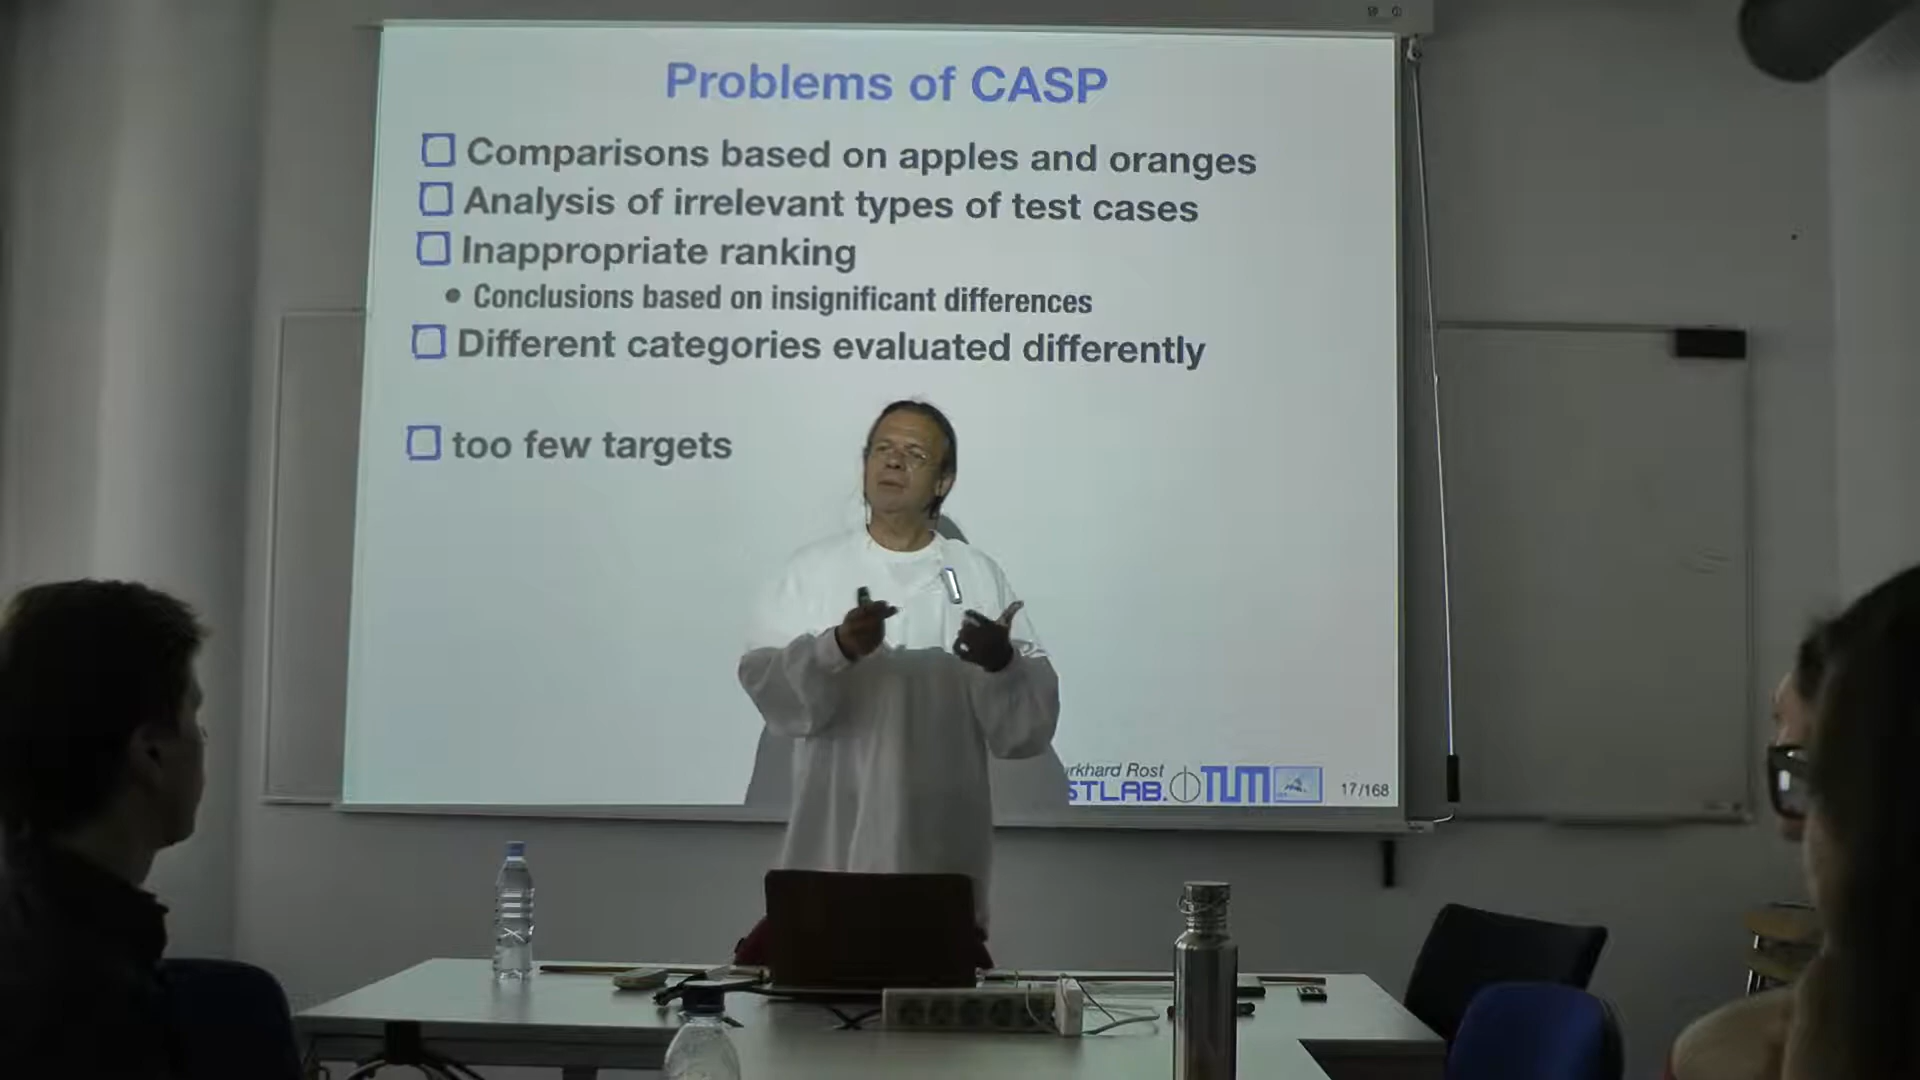 Problems of CASP
Comparisons based on apples and oranges
Analysis of irrelevant types of test cases
Inappropriate ranking
Conclusions based on insignificant differences
Different categories evaluated differently
too few targets
rkhard Rost
STLAB. TUM
17/168